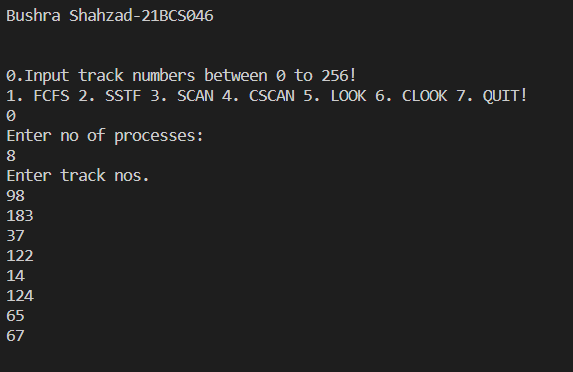 Bushra Shahzad-21BCS046
0.Input track numbers between 0 to 256!
1. FCFS 2. SSTF 3. SCAN 4. CSCAN 5. LOOK 6. CLOOK 7. QUIT!
0
Enter no of processes:
8
Enter track nos.
98
183
37
122
14
124
65
67